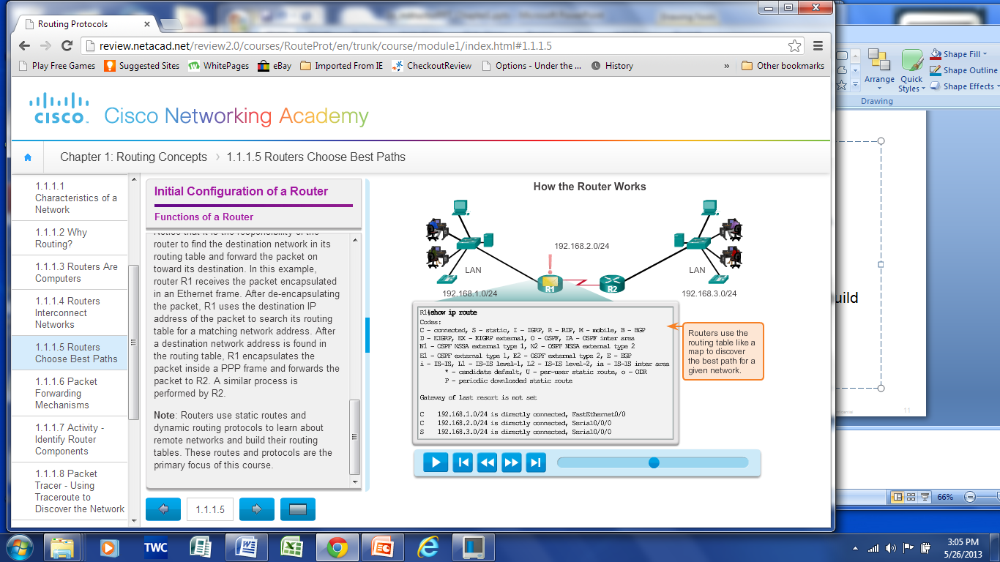 Routing Protocols
review.netacad.net/review2.0/courses/RouteProt/en/trunk/course/module1/index.html#1.1.1.5
Play Free Games Suggested Sites WhitePages eBay Imported From IE CheckoutReview Options - Under the ... History » Other bookmarks
CISCO Cisco Networking Academy
Chapter 1: Routing Concepts › 1.1.1.5 Routers Choose Best Paths
1.1.1.1
Characteristics of a
Network
1.1.1.2 Why
Routing?
1.1.1.3 Routers Are
Computers
1.1.1.4 Routers
Interconnect
Networks
1.1.1.5 Routers
Choose Best Paths
1.1.1.6 Packet
Forwarding
Mechanisms
1.1.1.7 Activity -
Identify Router
Components
1.1.1.8 Packet
Tracer - Using
Traceroute to
Discover the Network
Initial Configuration of a Router
Functions of a Router
Notice that it is the responsibility of the
router to find the destination network in its
routing table and forward the packet on
toward its destination. In this example,
router R1 receives the packet encapsulated
in an Ethernet frame. After de-encapsulating
the packet, R1 uses the destination IP
address of the packet to search its routing
table for a matching network address. After
a destination network address is found in
the routing table, R1 encapsulates the
packet inside a PPP frame and forwards the
packet to R2. A similar process is
performed by R2.
Note: Routers use static routes and
dynamic routing protocols to learn about
remote networks and build their routing
tables. These routes and protocols are the
primary focus of this course.
1.1.1.5
How the Router Works
192.168.2.0/24
LAN
LAN
R1
R2
192.168.1.0/24
192.168.3.0/24
R1#show ip route
Codes:
C - connected, S - static, I - IGRP, R - RIP, M - mobile, B - BGP
D - EIGRP, EX - EIGRP external, O - OSPF, IA - OSPF inter area
N1 - OSPF NSSA external type 1, N2 - OSPF NSSA external type 2
E1 - OSPF external type 1, E2 - OSPF external type 2, E - EGP
i - IS-IS, L1 - IS-IS level-1, L2 - IS-IS level-2, ia - IS-IS inter area
* - candidate default, U - per-user static route, o - ODR
P - periodic downloaded static route
Gateway of last resort is not set
C 192.168.1.0/24 is directly connected, FastEthernet0/0
C 192.168.2.0/24 is directly connected, Serial0/0/0
S 192.168.3.0/24 is directly connected, Serial0/0/0
Routers use the
routing table like a
map to discover
the best path for a
given network.
Arrange
Quick
Styles
Shape Fill
Shape Outline
Shape Effects
Drawing
uild
11
66%
TWC
3:05 PM
5/26/2013